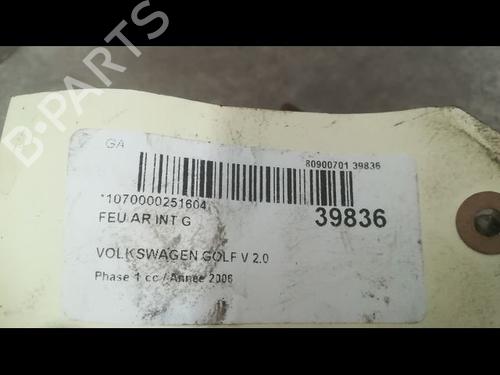 B-PARTS
GA
80900701 39836
*1070000251604
39836
FEU AR INT G
VOLKSWAGEN GOLF V 2.0
Phase 1 cc / Année 2006